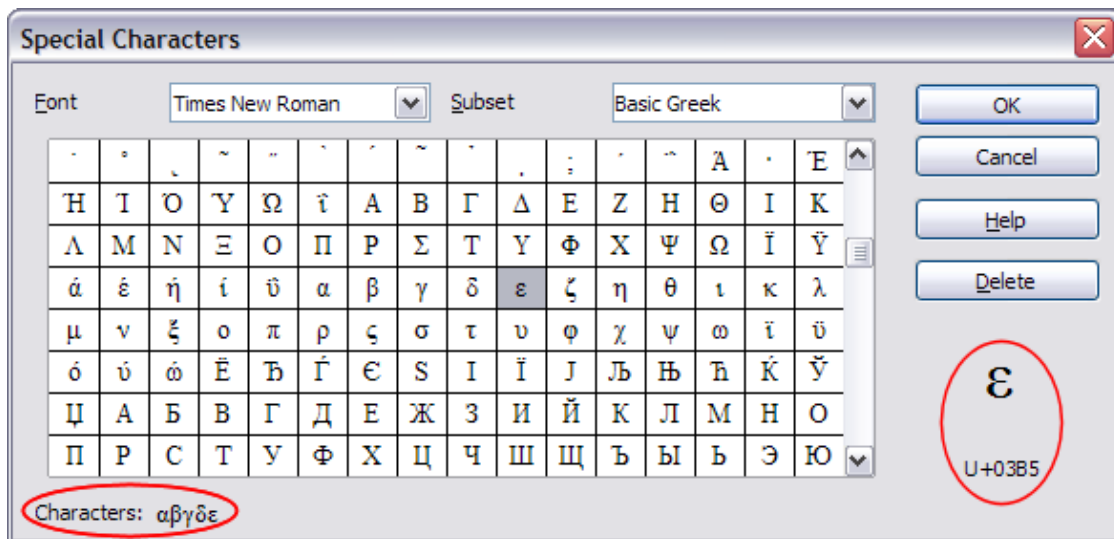 Special Characters
Font Times New Roman Subset Basic Greek OK
˙ ˚ ˛ ˜ ˝ ˋ ˊ ˜ ̉ ̣ ; ΄ ΅ Ά · Έ
Cancel
Ή Ί Ό Ύ Ώ ΐ Α Β Γ Δ Ε Ζ Η Θ Ι Κ
Help
Λ Μ Ν Ξ Ο Π Ρ Σ Τ Υ Φ Χ Ψ Ω Ϊ Ϋ
ά έ ή ί ΰ α β γ δ ε ζ η θ ι κ λ
Delete
μ ν ξ ο π ρ ς σ τ υ φ χ ψ ω ϊ ϋ
ό ύ ώ Ё Ђ Ѓ Є Ѕ І Ї Ј Љ Њ Ћ Ќ Ў
Џ А Б В Г Д Е Ж З И Й К Л М Н О
П Р С Т У Ф Х Ц Ч Ш Щ Ъ Ы Ь Э Ю
ε
U+03B5
Characters: αβγδε